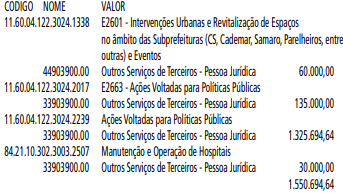 CODIGO NOME VALOR
11.60.04.122.3024.1338 E2601 - Intervenções Urbanas e Revitalização de Espaços
no âmbito das Subprefeituras (CS, Cademar, Samaro, Parelheiros, entre
outras) e Eventos
44903900.00 Outros Serviços de Terceiros - Pessoa Jurídica 60.000,00
11.60.04.122.3024.2017 E2663 - Ações Voltadas para Políticas Públicas
33903900.00 Outros Serviços de Terceiros - Pessoa Jurídica 135.000,00
11.60.04.122.3024.2239 Ações Voltadas para Políticas Públicas
33903900.00 Outros Serviços de Terceiros - Pessoa Jurídica 1.325.694,64
84.21.10.302.3003.2507 Manutenção e Operação de Hospitais
33903900.00 Outros Serviços de Terceiros - Pessoa Jurídica 30.000,00
1.550.694,64